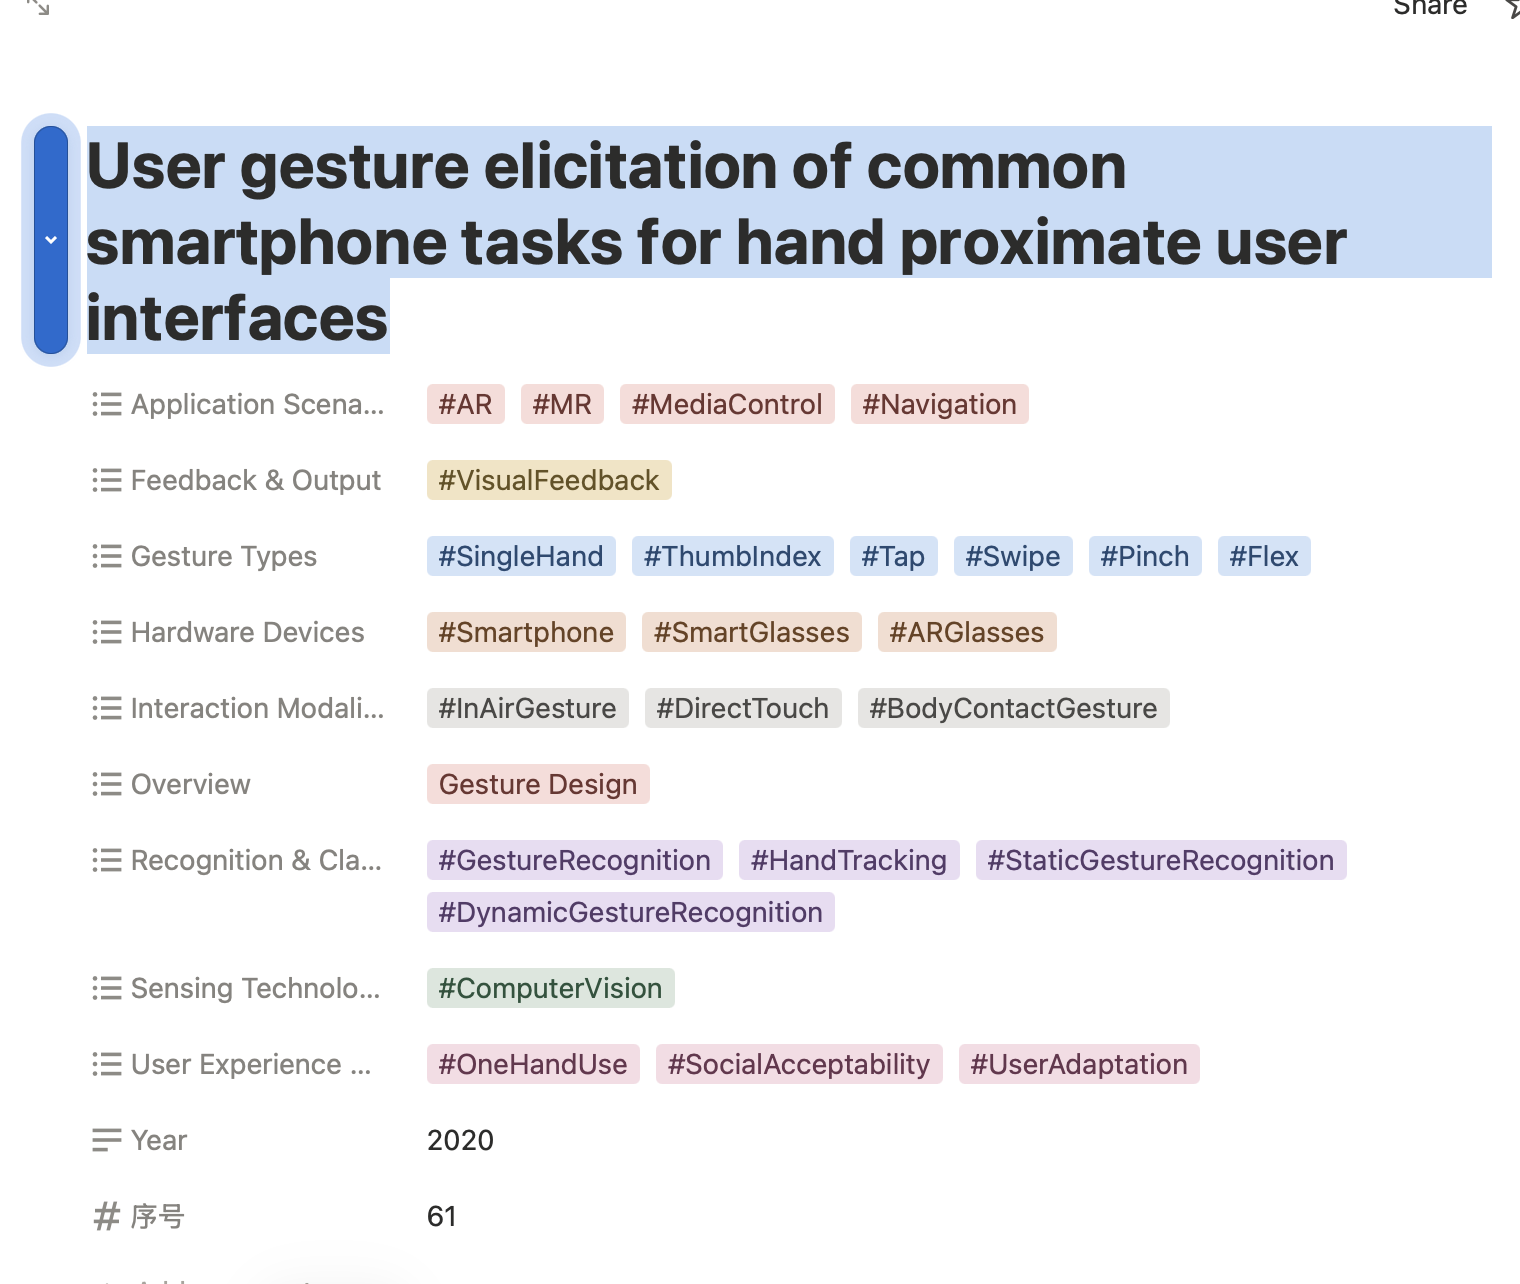 Share
User gesture elicitation of common
smartphone tasks for hand proximate user
interfaces
Application Scena... #AR #MR #MediaControl #Navigation
Feedback & Output #VisualFeedback
Gesture Types #SingleHand #ThumbIndex #Tap #Swipe #Pinch #Flex
Hardware Devices #Smartphone #SmartGlasses #ARGlasses
Interaction Modali... #InAirGesture #DirectTouch #BodyContactGesture
Overview Gesture Design
Recognition & Cla... #GestureRecognition #HandTracking #StaticGestureRecognition
#DynamicGestureRecognition
Sensing Technolo... #ComputerVision
User Experience ... #OneHandUse #SocialAcceptability #UserAdaptation
Year 2020
序号 61